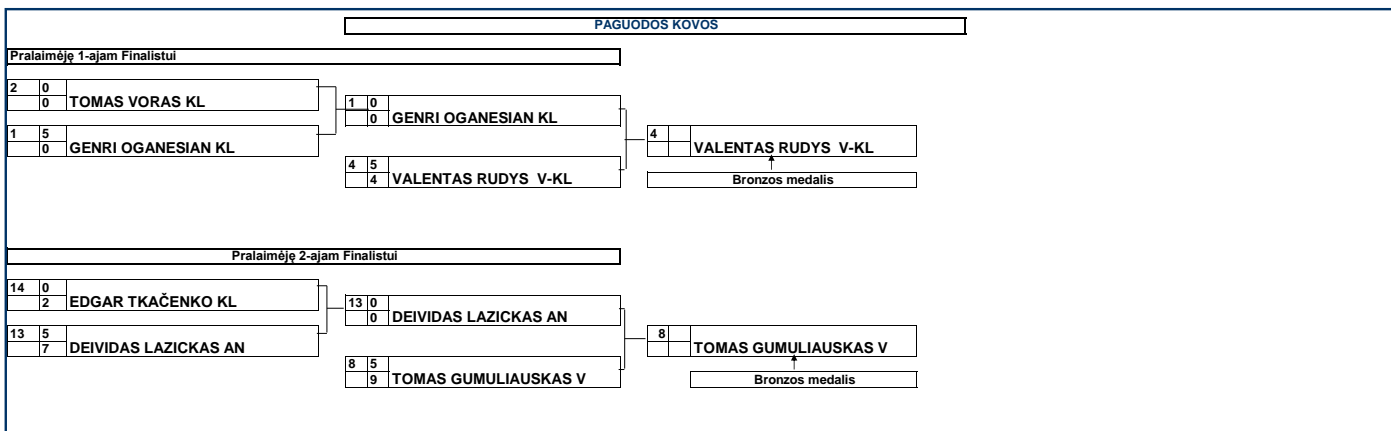 PAGUODOS KOVOS
Pralaimėję 1-ajam Finalistui
2 0
0 TOMAS VORAS KL
1 0
0 GENRI OGANESIAN KL
1 5
0 GENRI OGANESIAN KL
4
VALENTAS RUDYS V-KL
4 5
4 VALENTAS RUDYS V-KL
Bronzos medalis
Pralaimėję 2-ajam Finalistui
14 0
2 EDGAR TKAČENKO KL
13 0
0 DEIVIDAS LAZICKAS AN
13 5
7 DEIVIDAS LAZICKAS AN
8
TOMAS GUMULIAUSKAS V
8 5
9 TOMAS GUMULIAUSKAS V
Bronzos medalis